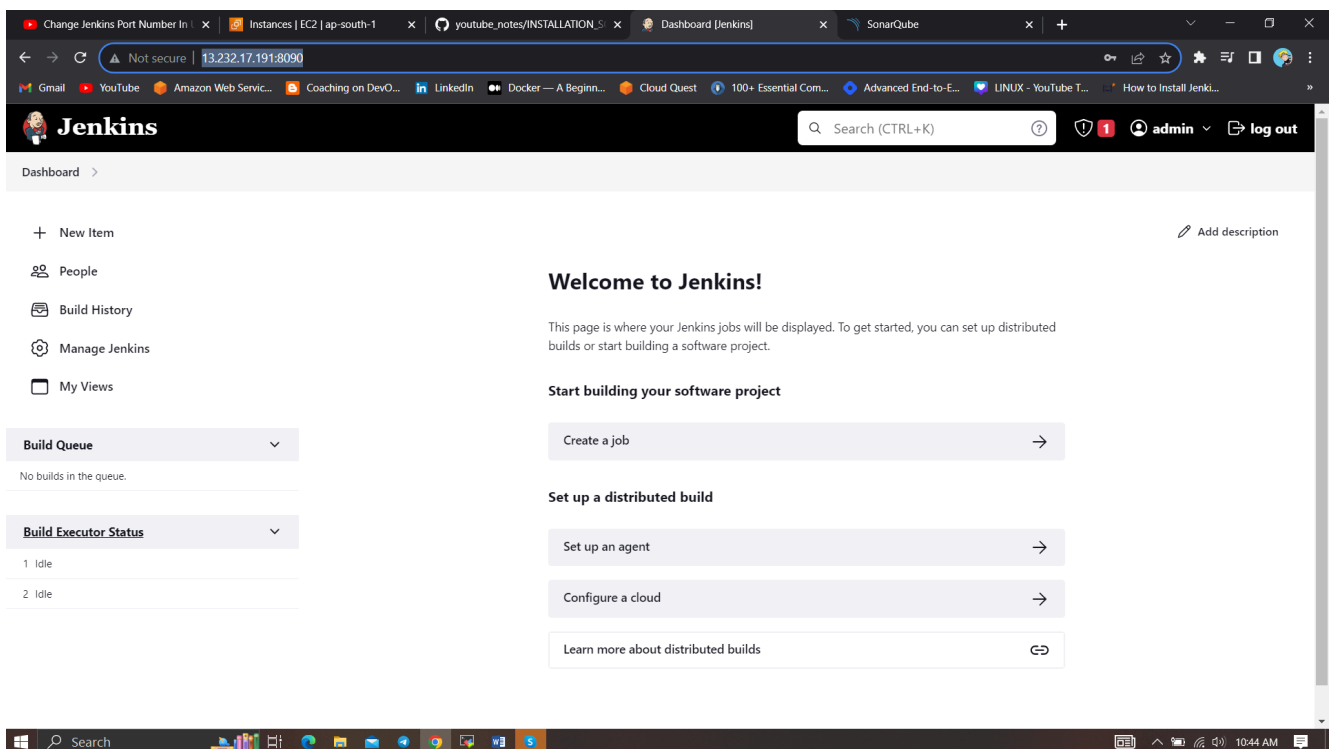 Change Jenkins Port Number In
Instances | EC2 | ap-south-1
youtube_notes/INSTALLATION_S
Dashboard [Jenkins]
SonarQube
Not secure | 13.232.17.191:8090
Gmail
YouTube
Amazon Web Servic...
Coaching on DevO...
LinkedIn
Docker — A Beginn...
Cloud Quest
100+ Essential Com...
Advanced End-to-E...
LINUX - YouTube T...
How to Install Jenki...
»
Jenkins
Search (CTRL+K)
1
admin
log out
Dashboard
New Item
People
Build History
Manage Jenkins
My Views
Add description
Welcome to Jenkins!
This page is where your Jenkins jobs will be displayed. To get started, you can set up distributed
builds or start building a software project.
Start building your software project
Create a job
Set up a distributed build
Set up an agent
Configure a cloud
Learn more about distributed builds
Build Queue
No builds in the queue.
Build Executor Status
1 Idle
2 Idle
Search
10:44 AM